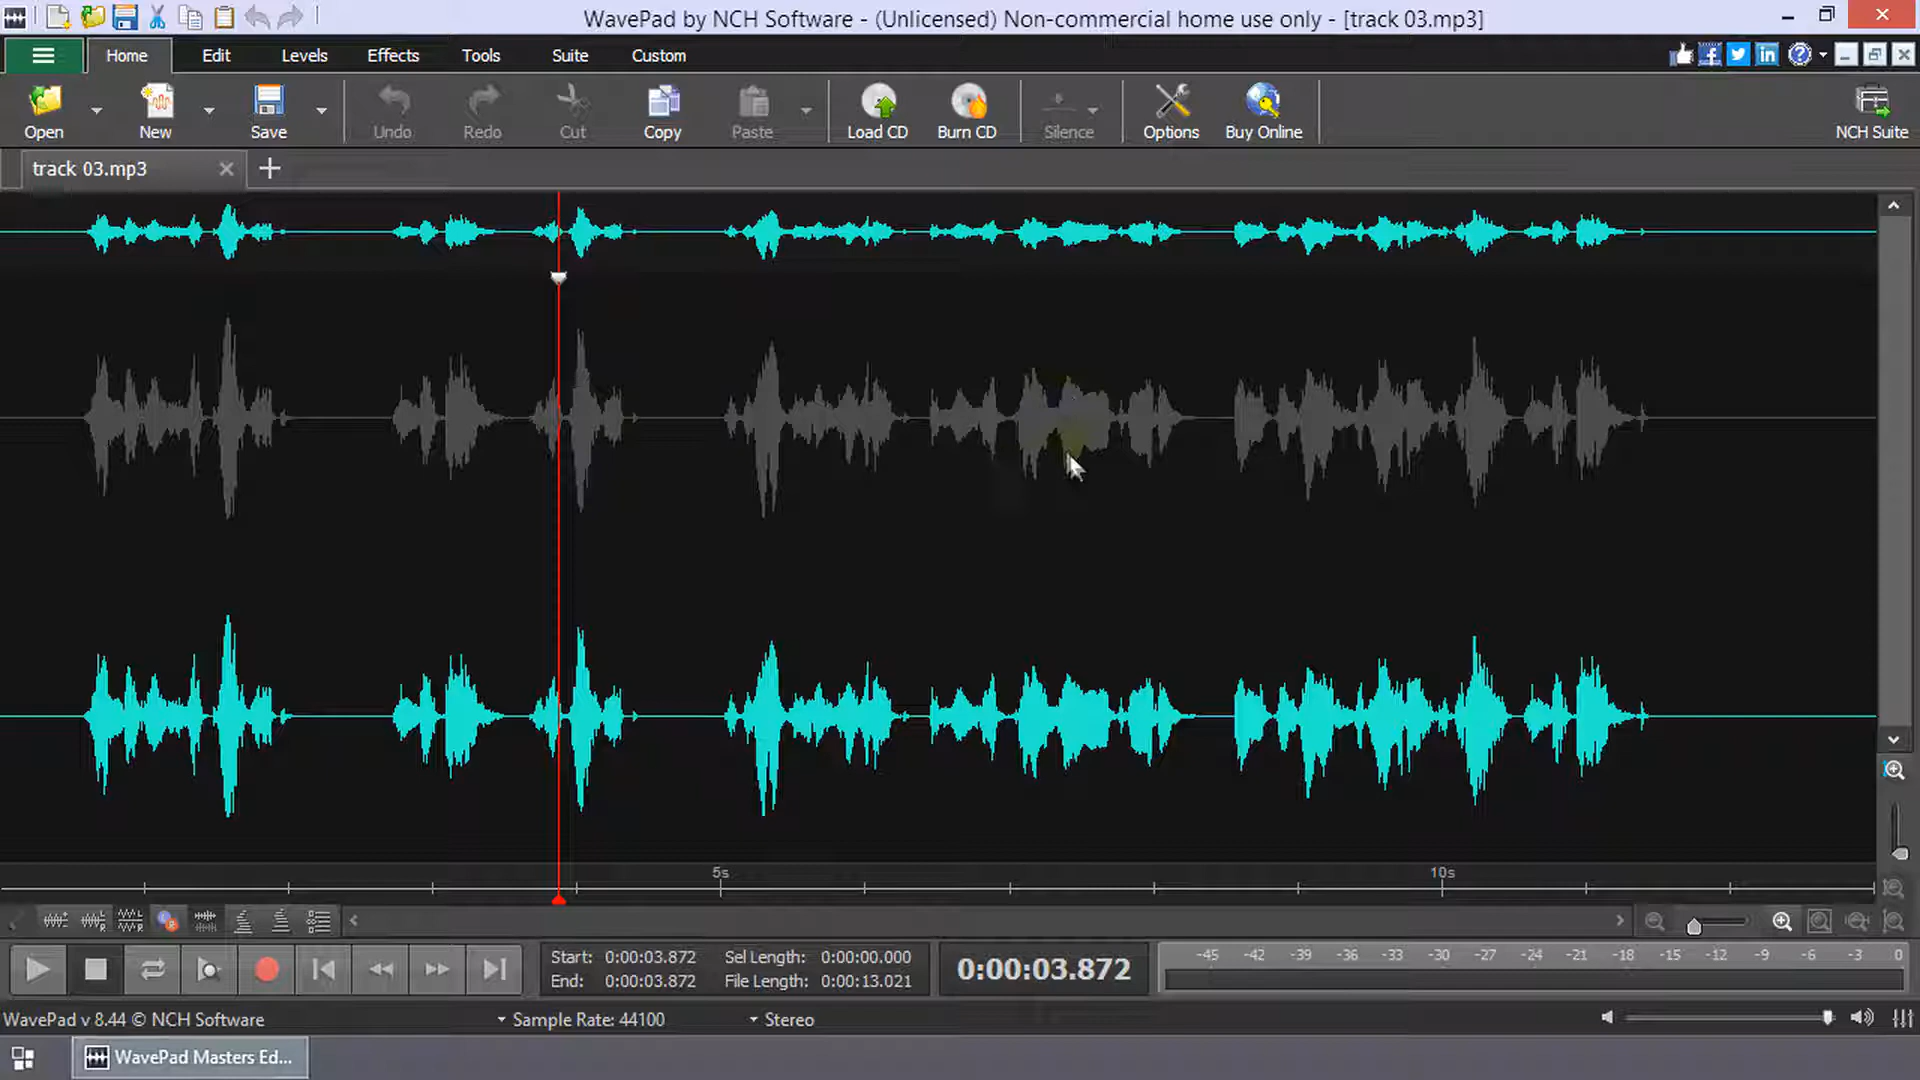 WavePad by NCH Software - (Unlicensed) Non-commercial home use only - [track 03.mp3]
Home Edit Levels Effects Tools Suite Custom
Open New Save Undo Redo Cut Copy Paste Load CD Burn CD Silence Options Buy Online NCH Suite
track 03.mp3
5s 10s
Start: 0:00:03.872 Sel Length: 0:00:00.000
End: 0:00:03.872 File Length: 0:00:13.021
0:00:03.872
-45 -42 -39 -36 -33 -30 -27 -24 -21 -18 -15 -12 -9 -6 -3 0
WavePad v 8.44 © NCH Software Sample Rate: 44100 Stereo
WavePad Masters Ed...